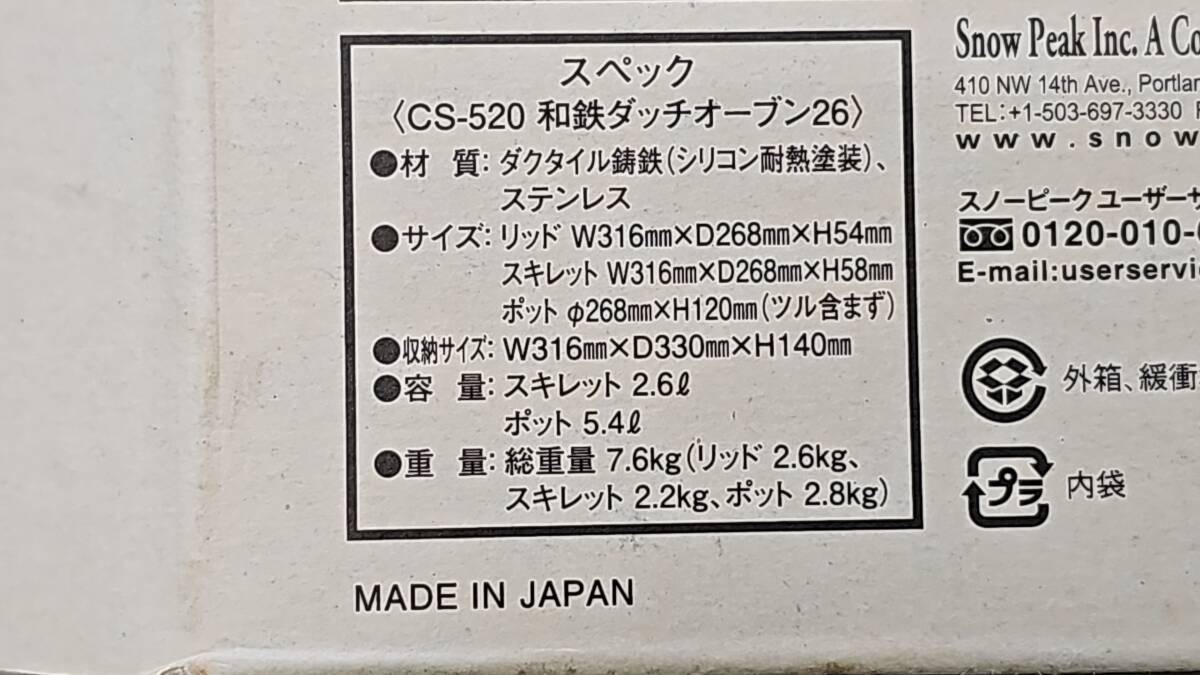 スペック
〈CS-520 和鉄ダッチオーブン26〉
●材 質：ダクタイル鋳鉄（シリコン耐熱塗装）、
ステンレス
●サイズ：リッド W316㎜×D268㎜×H54㎜
スキレット W316㎜×D268㎜×H58㎜
ポット φ268㎜×H120㎜（ツル含まず）
●収納サイズ：W316㎜×D330㎜×H140㎜
●容 量：スキレット 2.6ℓ
ポット 5.4ℓ
●重 量：総重量 7.6kg（リッド 2.6kg、
スキレット 2.2kg、ポット 2.8kg）
MADE IN JAPAN
Snow Peak Inc. A Co
410 NW 14th Ave., Portlan
TEL：+1-503-697-3330
www.snow
スノーピーク ユーザーサ
0120-010-
E-mail:userservi
外箱、緩衝
プラ
内袋